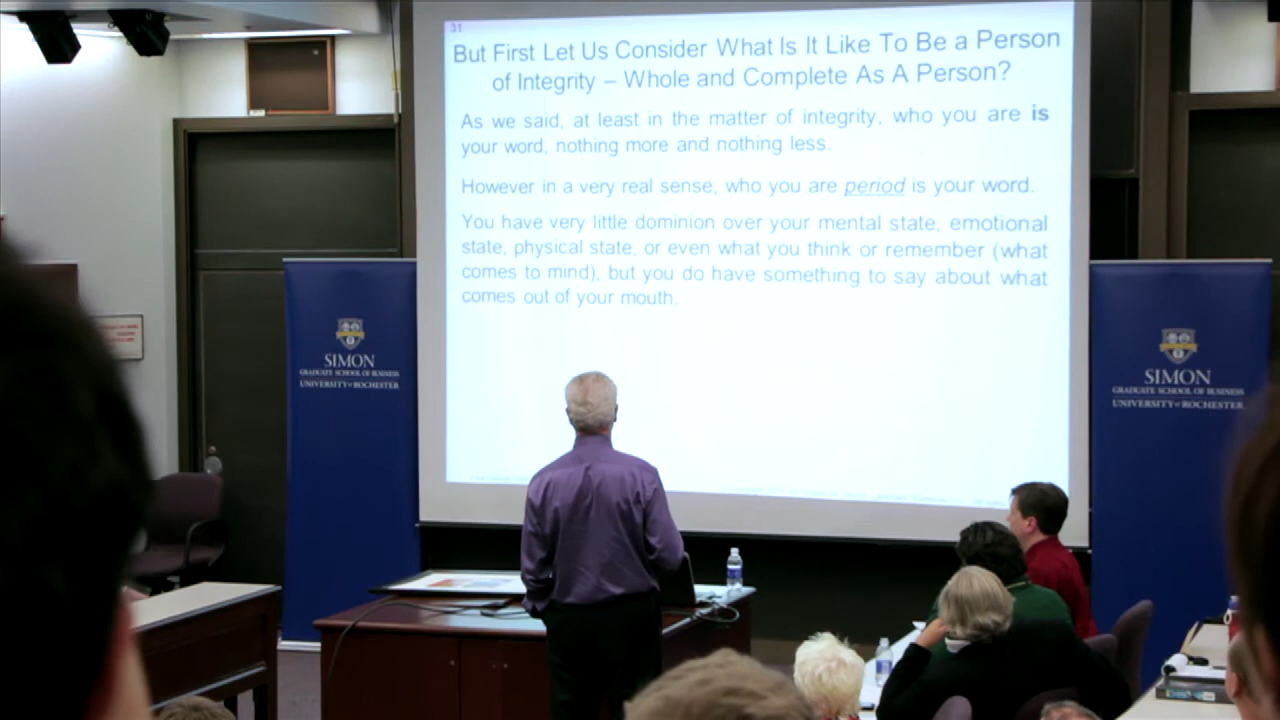 31
But First Let Us Consider What Is It Like To Be a Person
of Integrity – Whole and Complete As A Person?
As we said, at least in the matter of integrity, who you are is
your word, nothing more and nothing less.
However in a very real sense, who you are period is your word.
You have very little dominion over your mental state, emotional
state, physical state, or even what you think or remember (what
comes to mind), but you do have something to say about what
comes out of your mouth.
SIMON
GRADUATE SCHOOL OF BUSINESS
UNIVERSITY of ROCHESTER
SIMON
GRADUATE SCHOOL OF BUSINESS
UNIVERSITY of ROCHESTER